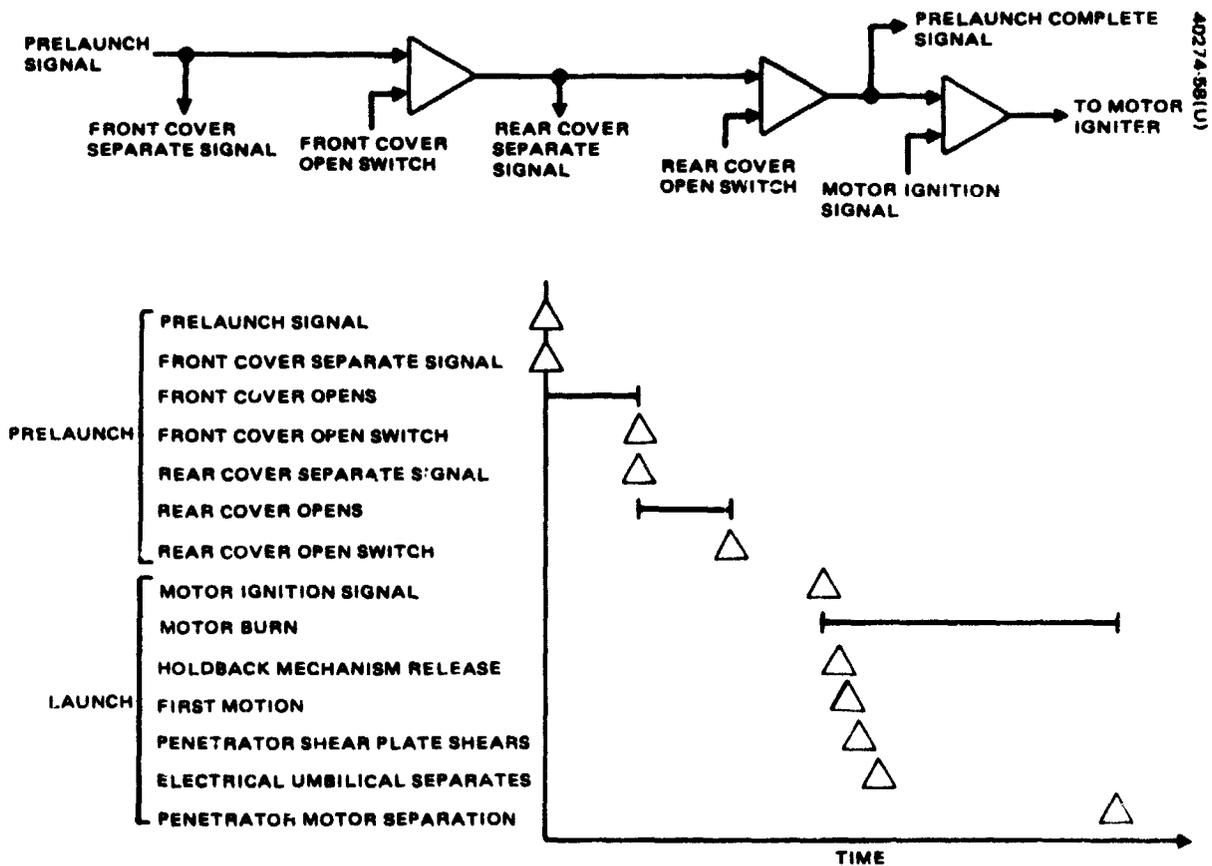 PRELAUNCH
SIGNAL
FRONT COVER
SEPARATE SIGNAL
FRONT COVER
OPEN SWITCH
REAR COVER
SEPARATE
SIGNAL
REAR COVER
OPEN SWITCH
PRELAUNCH COMPLETE
SIGNAL
MOTOR IGNITION
SIGNAL
TO MOTOR
IGNITER
40274-58(U)
PRELAUNCH
PRELAUNCH SIGNAL
FRONT COVER SEPARATE SIGNAL
FRONT COVER OPENS
FRONT COVER OPEN SWITCH
REAR COVER SEPARATE SIGNAL
REAR COVER OPENS
REAR COVER OPEN SWITCH
LAUNCH
MOTOR IGNITION SIGNAL
MOTOR BURN
HOLDBACK MECHANISM RELEASE
FIRST MOTION
PENETRATOR SHEAR PLATE SHEARS
ELECTRICAL UMBILICAL SEPARATES
PENETRATOR MOTOR SEPARATION
TIME